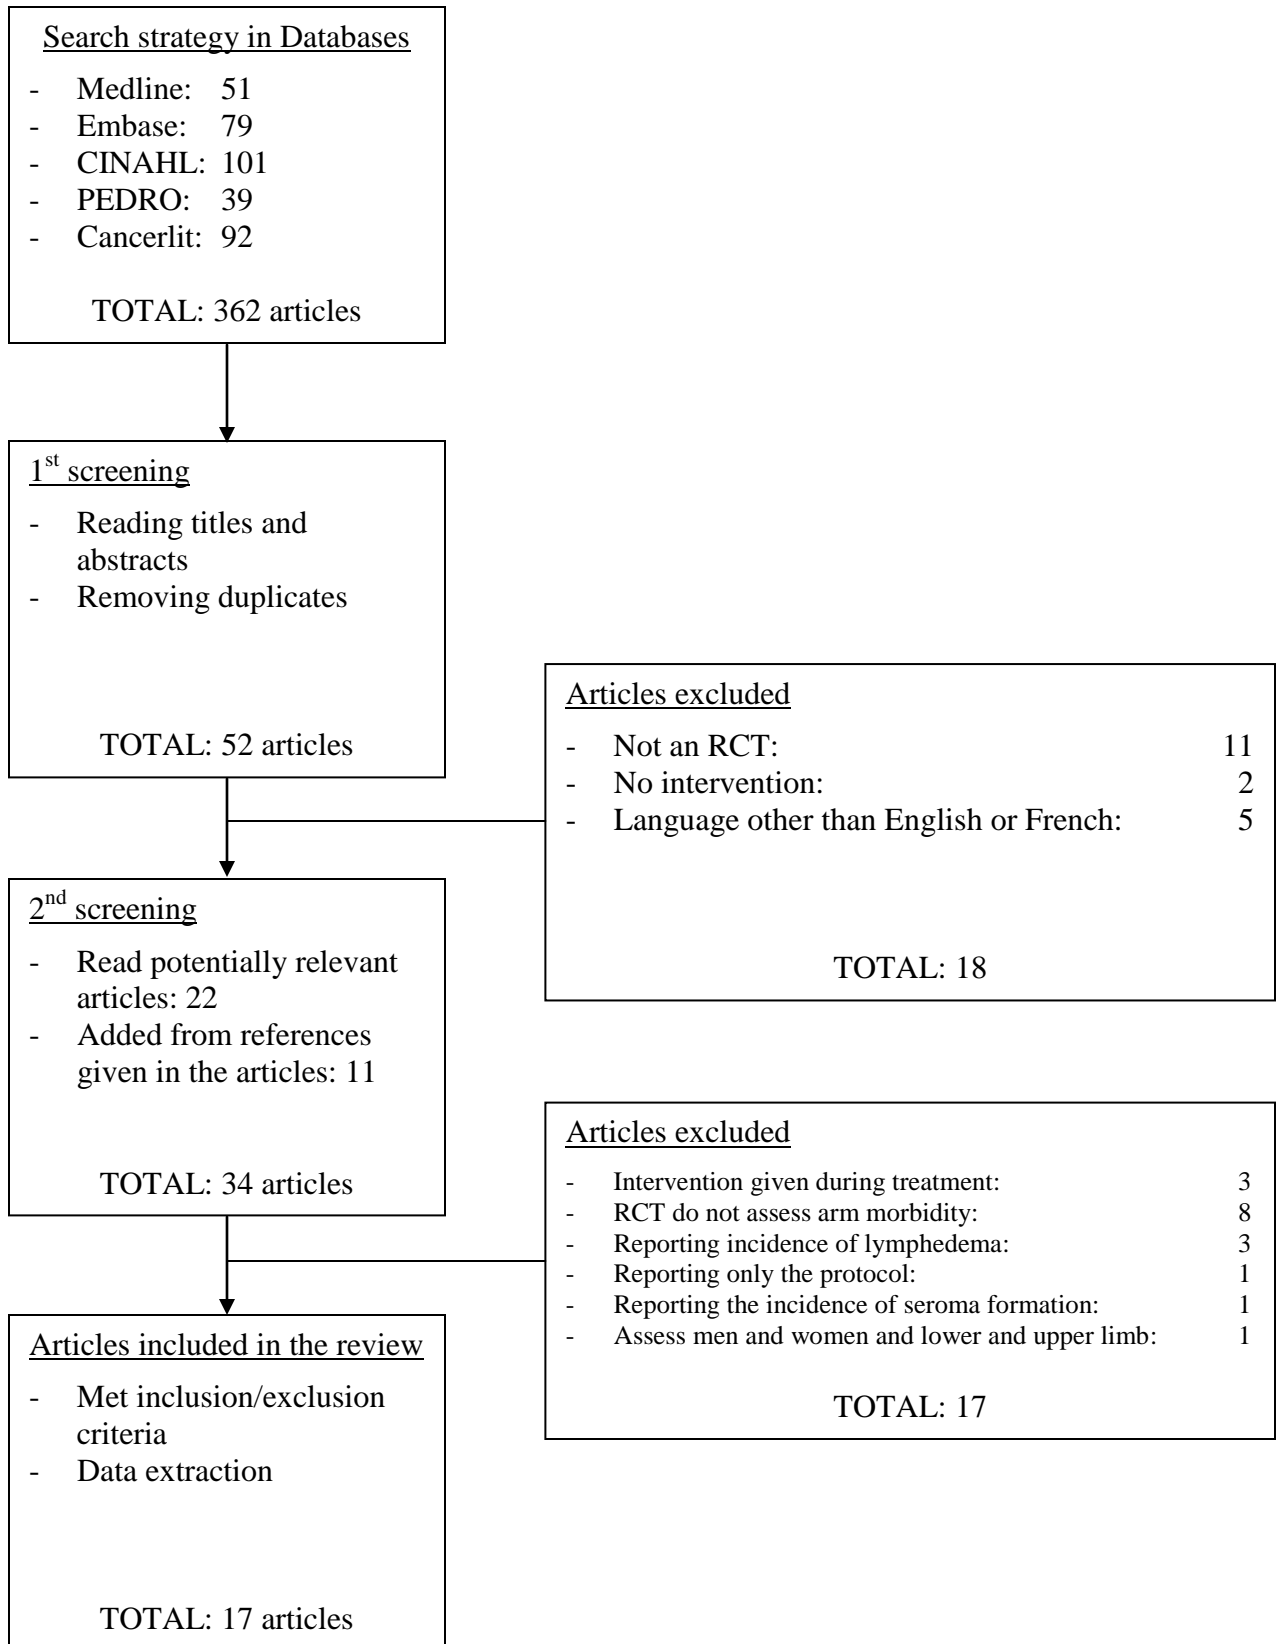 Search strategy in Databases
- Medline: 51
- Embase: 79
- CINAHL: 101
- PEDRO: 39
- Cancerlit: 92
TOTAL: 362 articles
1st screening
- Reading titles and
abstracts
- Removing duplicates
TOTAL: 52 articles
Articles excluded
- Not an RCT: 11
- No intervention: 2
- Language other than English or French: 5
TOTAL: 18
2nd screening
- Read potentially relevant
articles: 22
- Added from references
given in the articles: 11
TOTAL: 34 articles
Articles excluded
- Intervention given during treatment: 3
- RCT do not assess arm morbidity: 8
- Reporting incidence of lymphedema: 3
- Reporting only the protocol: 1
- Reporting the incidence of seroma formation: 1
- Assess men and women and lower and upper limb: 1
TOTAL: 17
Articles included in the review
- Met inclusion/exclusion
criteria
- Data extraction
TOTAL: 17 articles